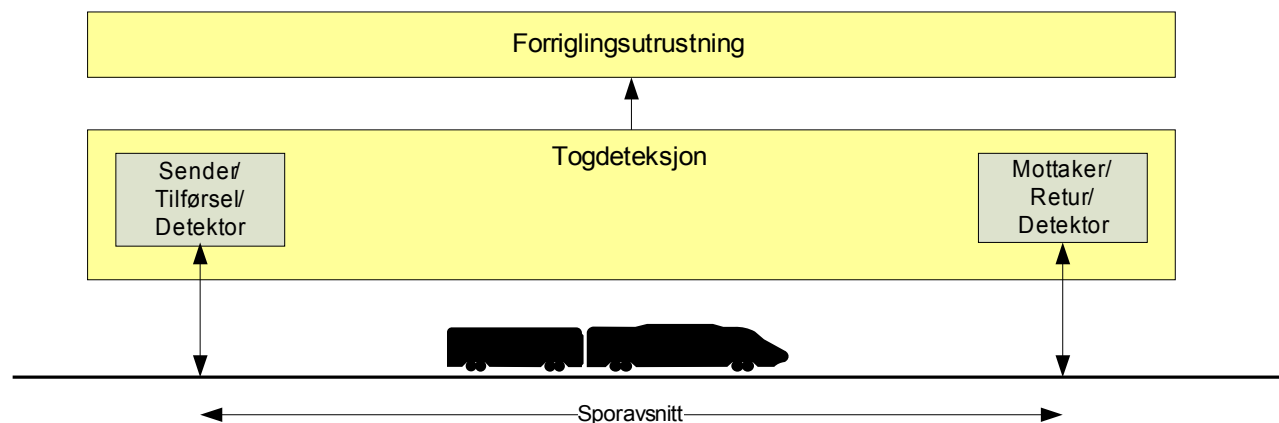 Forriglingsutrustning
Togdeteksjon
Sender/
Tilførsel/
Detektor
Mottaker/
Retur/
Detektor
Sporavsnitt